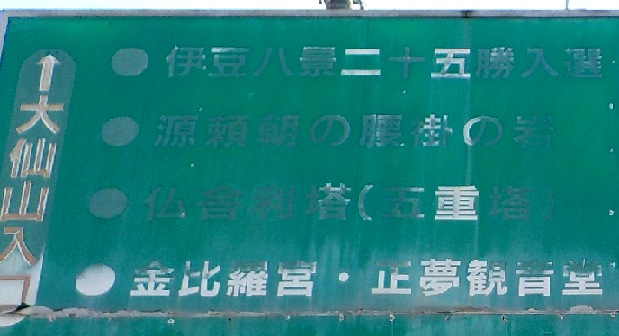 ↑大仙山入口
●伊豆八景二十五勝入選
●源頼朝の腰掛の岩
●仏舎利塔(五重塔)
●金比羅宮・正夢観音堂